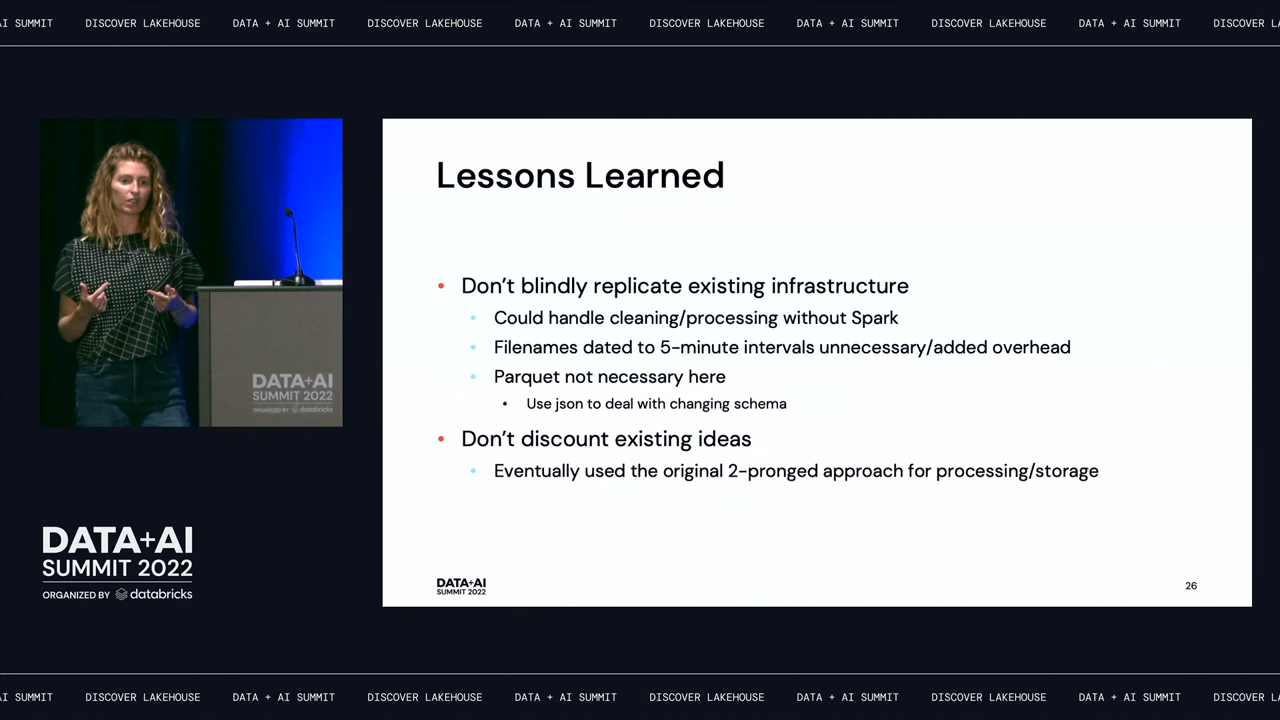 AI SUMMIT DISCOVER LAKEHOUSE DATA + AI SUMMIT DISCOVER LAKEHOUSE DATA + AI SUMMIT DISCOVER LAKEHOUSE DATA + AI SUMMIT DISCOVER LAKEHOUSE DATA + AI SUMMIT DISCOVER L
Lessons Learned
• Don’t blindly replicate existing infrastructure
• Could handle cleaning/processing without Spark
• Filenames dated to 5-minute intervals unnecessary/added overhead
• Parquet not necessary here
• Use json to deal with changing schema
• Don’t discount existing ideas
• Eventually used the original 2-pronged approach for processing/storage
DATA+AI
SUMMIT 2022
26
DATA+AI
SUMMIT 2022
ORGANIZED BY databricks
DATA+AI
SUMMIT 2022
ORGANIZED BY databricks
AI SUMMIT DISCOVER LAKEHOUSE DATA + AI SUMMIT DISCOVER LAKEHOUSE DATA + AI SUMMIT DISCOVER LAKEHOUSE DATA + AI SUMMIT DISCOVER LAKEHOUSE DATA + AI SUMMIT DISCOVER L